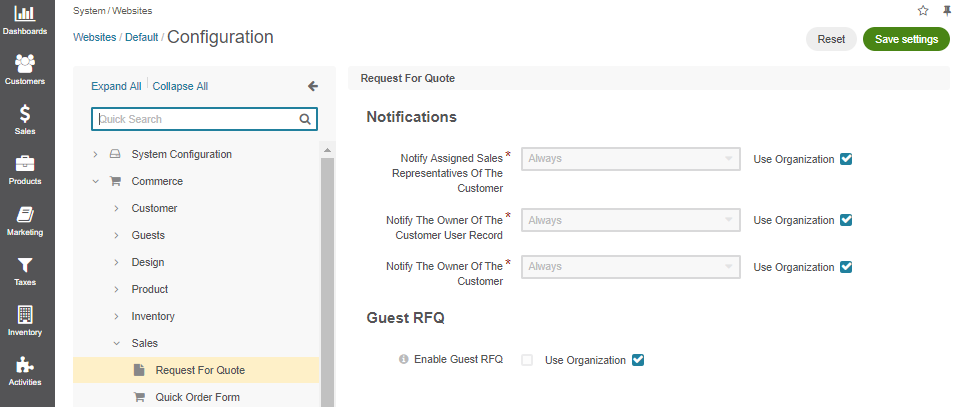 Dashboards
Customers
Sales
Products
Marketing
Taxes
Inventory
Activities
System / Websites
Websites / Default / Configuration
Reset
Save settings
Expand All
Collapse All
Quick Search
System Configuration
Commerce
Customer
Guests
Design
Product
Inventory
Sales
Request For Quote
Quick Order Form
Request For Quote
Notifications
Notify Assigned Sales *
Representatives Of The
Customer
Always
Use Organization
Notify The Owner Of The *
Customer User Record
Always
Use Organization
Notify The Owner Of The *
Customer
Always
Use Organization
Guest RFQ
Enable Guest RFQ
Use Organization